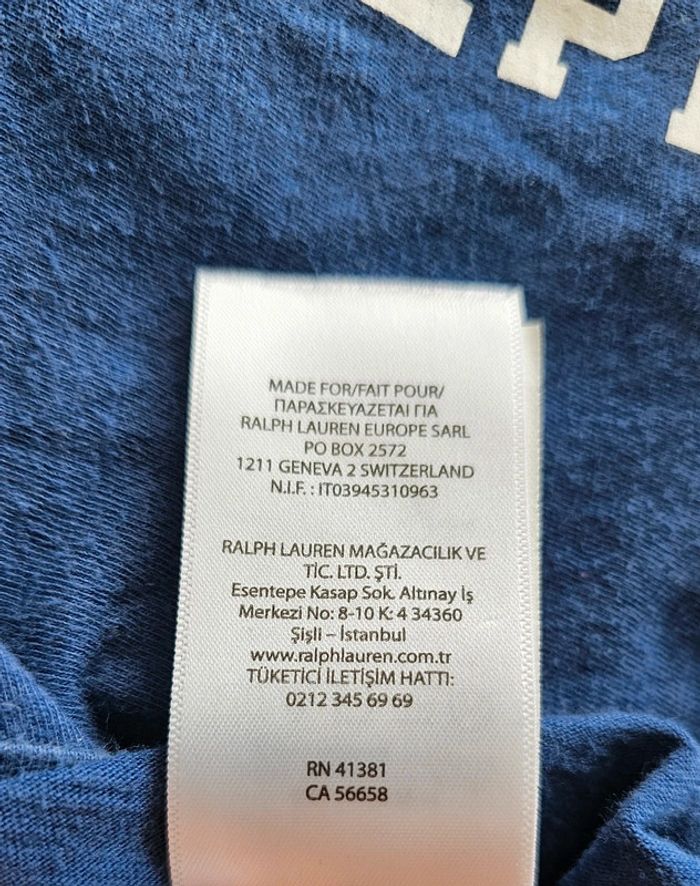 MADE FOR/FAIT POUR/
ΠΑΡΑΣΚΕΥΑΖΕΤΑΙ ΓΙΑ
RALPH LAUREN EUROPE SARL
PO BOX 2572
1211 GENEVA 2 SWITZERLAND
N.I.F. : IT03945310963
RALPH LAUREN MAĞAZACILIK VE
TİC. LTD. ŞTİ.
Esentepe Kasap Sok. Altınay İş
Merkezi No: 8-10 K: 4 34360
Şişli – İstanbul
www.ralphlauren.com.tr
TÜKETİCİ İLETİŞİM HATTI:
0212 345 69 69
RN 41381
CA 56658